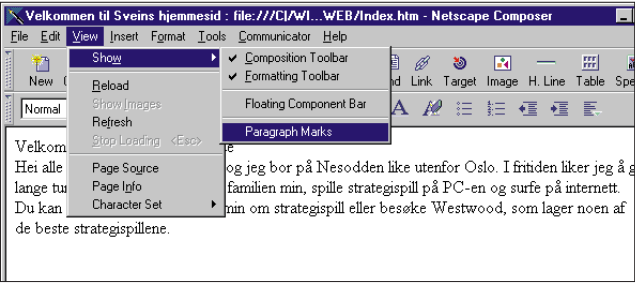 Velkommen til Sveins hjemmesid : file:///C|/WI...WEB/Index.htm - Netscape Composer
File Edit View Insert Format Tools Communicator Help
Show
Composition Toolbar
Formatting Toolbar
Floating Component Bar
Paragraph Marks
Reload
Show Images
Refresh
Stop Loading <Esc>
Page Source
Page Info
Character Set
New Link Target Image H. Line Table
Normal A
Velkom
Hei alle og jeg bor på Nesodden like utenfor Oslo. I fritiden liker jeg å
lange familien min, spille strategispill på PC-en og surfe på internett.
Du kan min om strategispill eller besøke Westwood, som lager noen af
de beste strategispillene.